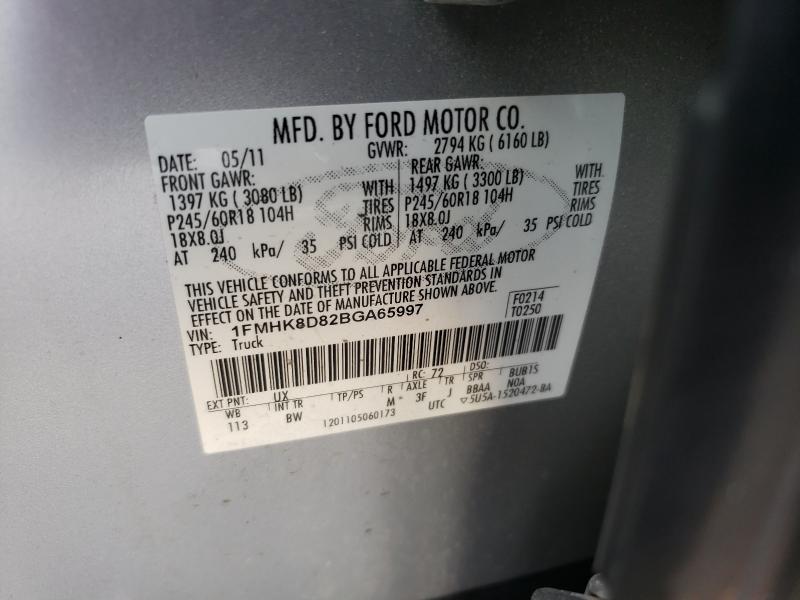 MFD. BY FORD MOTOR CO.
DATE: 05/11 GVWR: 2794 KG ( 6160 LB)
FRONT GAWR: REAR GAWR:
1397 KG ( 3080 LB) WITH 1497 KG ( 3300 LB) WITH
P245/60R18 104H TIRES P245/60R18 104H TIRES
18X8.0J RIMS 18X8.0J RIMS
AT 240 kPa/ 35 PSI COLD AT 240 kPa/ 35 PSI COLD
Ford
THIS VEHICLE CONFORMS TO ALL APPLICABLE FEDERAL MOTOR
VEHICLE SAFETY AND THEFT PREVENTION STANDARDS IN
EFFECT ON THE DATE OF MANUFACTURE SHOWN ABOVE.
VIN: 1FMHK8D82BGA65997 F0214
TYPE: Truck T0250
EXT PNT: UX RC: 72 DSO:
WB INT TR TP/PS R AXLE TR SPR BUB1S
113 BW M* 3F J BBAA N0A
1201105060173 UTC ▽5U5A-1520472-BA